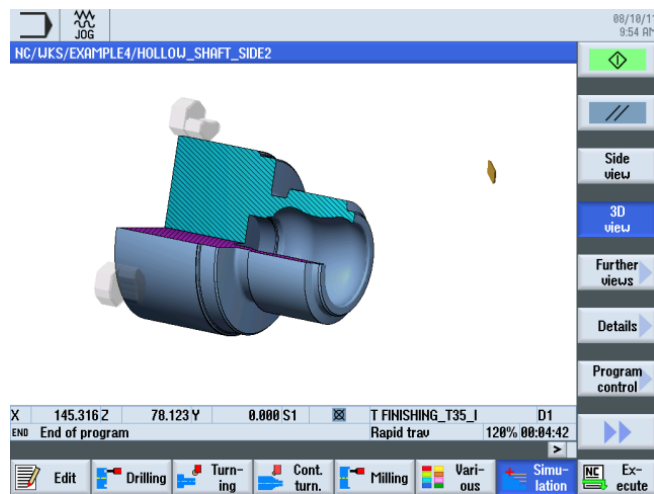 JOG
08/10/1
9:54 AM
NC/WKS/EXAMPLE4/HOLLOW_SHAFT_SIDE2
Side
view
3D
view
Further
views
Details
Program
control
X 145.316 Z 78.123 Y 0.000 S1 T FINISHING_T35_I D1
END End of program Rapid trav 120% 00:04:42
Edit
Drilling
Turn-
ing
Cont.
turn.
Milling
Vari-
ous
Simu-
lation
NC
Ex-
ecute